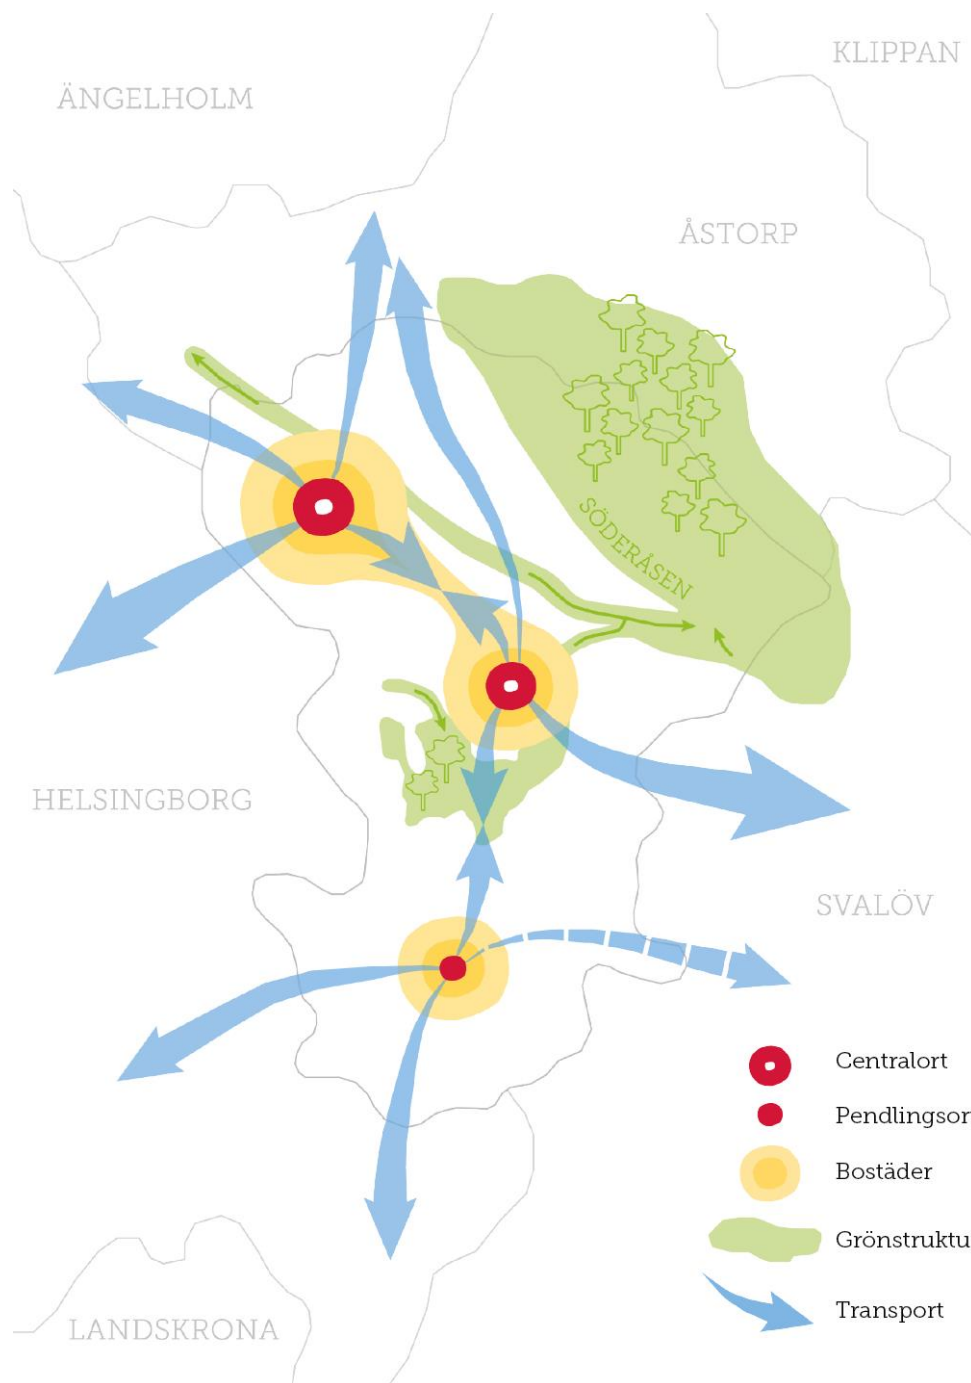 KLIPPAN
ÄNGELHOLM
ÅSTORP
SÖDERÅSEN
HELSINGBORG
SVALÖV
Centralort
Pendlingsor
Bostäder
Grönstruktu
Transport
LANDSKRONA